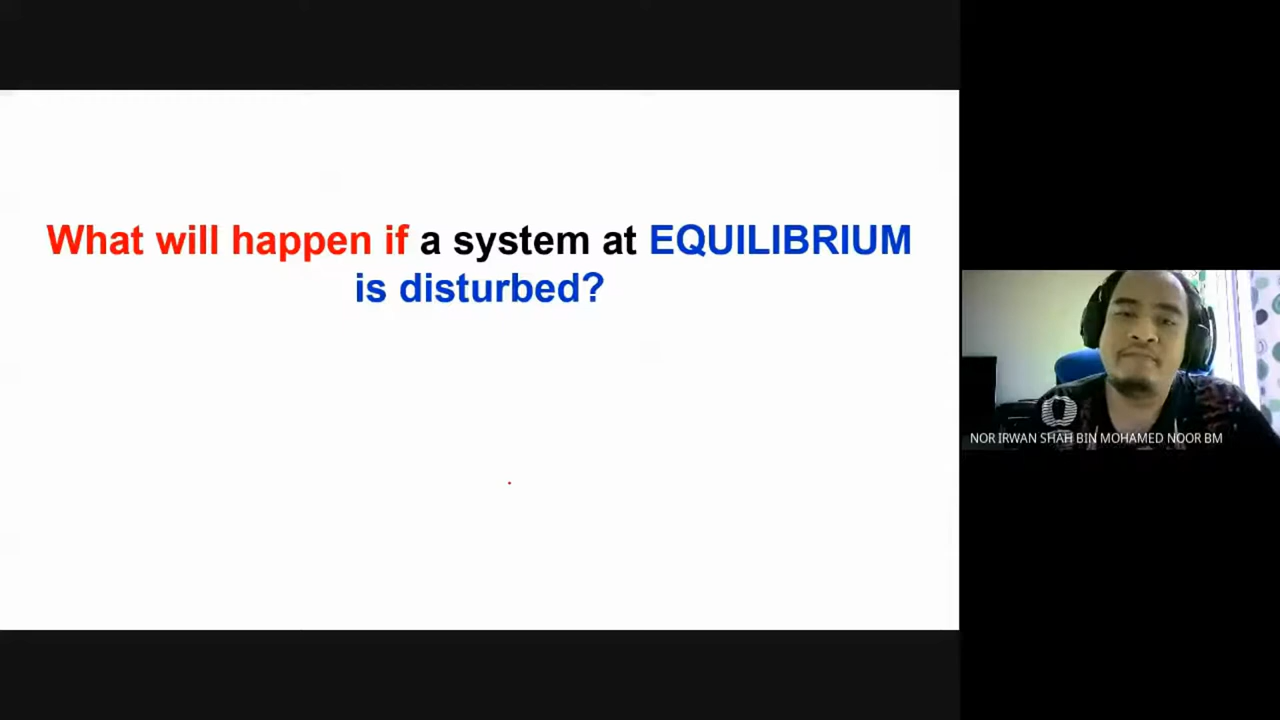 What will happen if a system at EQUILIBRIUM
is disturbed?
NOR IRWAN SHAH BIN MOHAMED NOOR BM